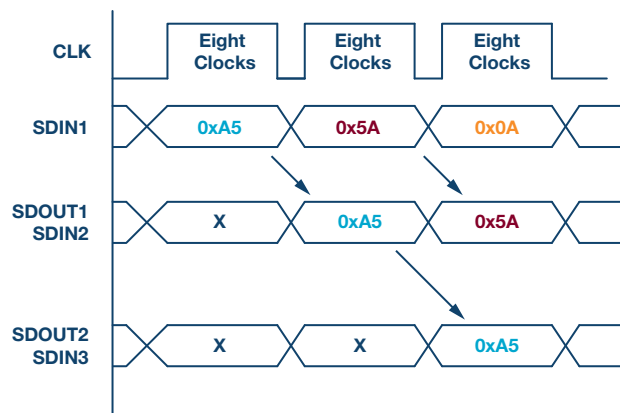 CLK
Eight
Clocks
Eight
Clocks
Eight
Clocks
SDIN1
0xA5
0x5A
0x0A
SDOUT1
SDIN2
X
0xA5
0x5A
SDOUT2
SDIN3
X
X
0xA5